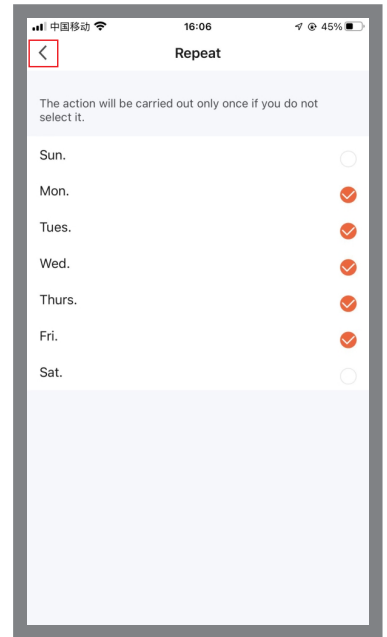 中国移动 16:06 45%
Repeat
The action will be carried out only once if you do not
select it.
Sun.
Mon.
Tues.
Wed.
Thurs.
Fri.
Sat.